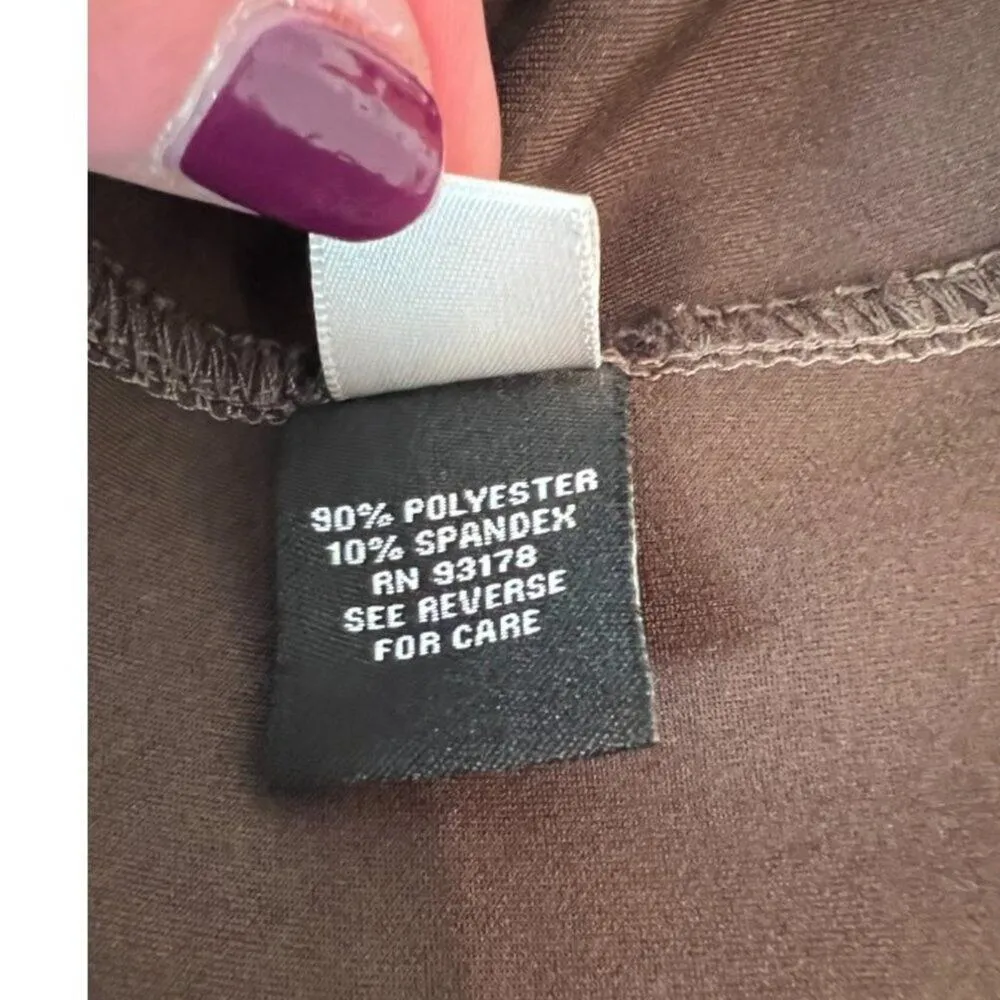 90% POLYESTER
10% SPANDEX
RN 93178
SEE REVERSE
FOR CARE